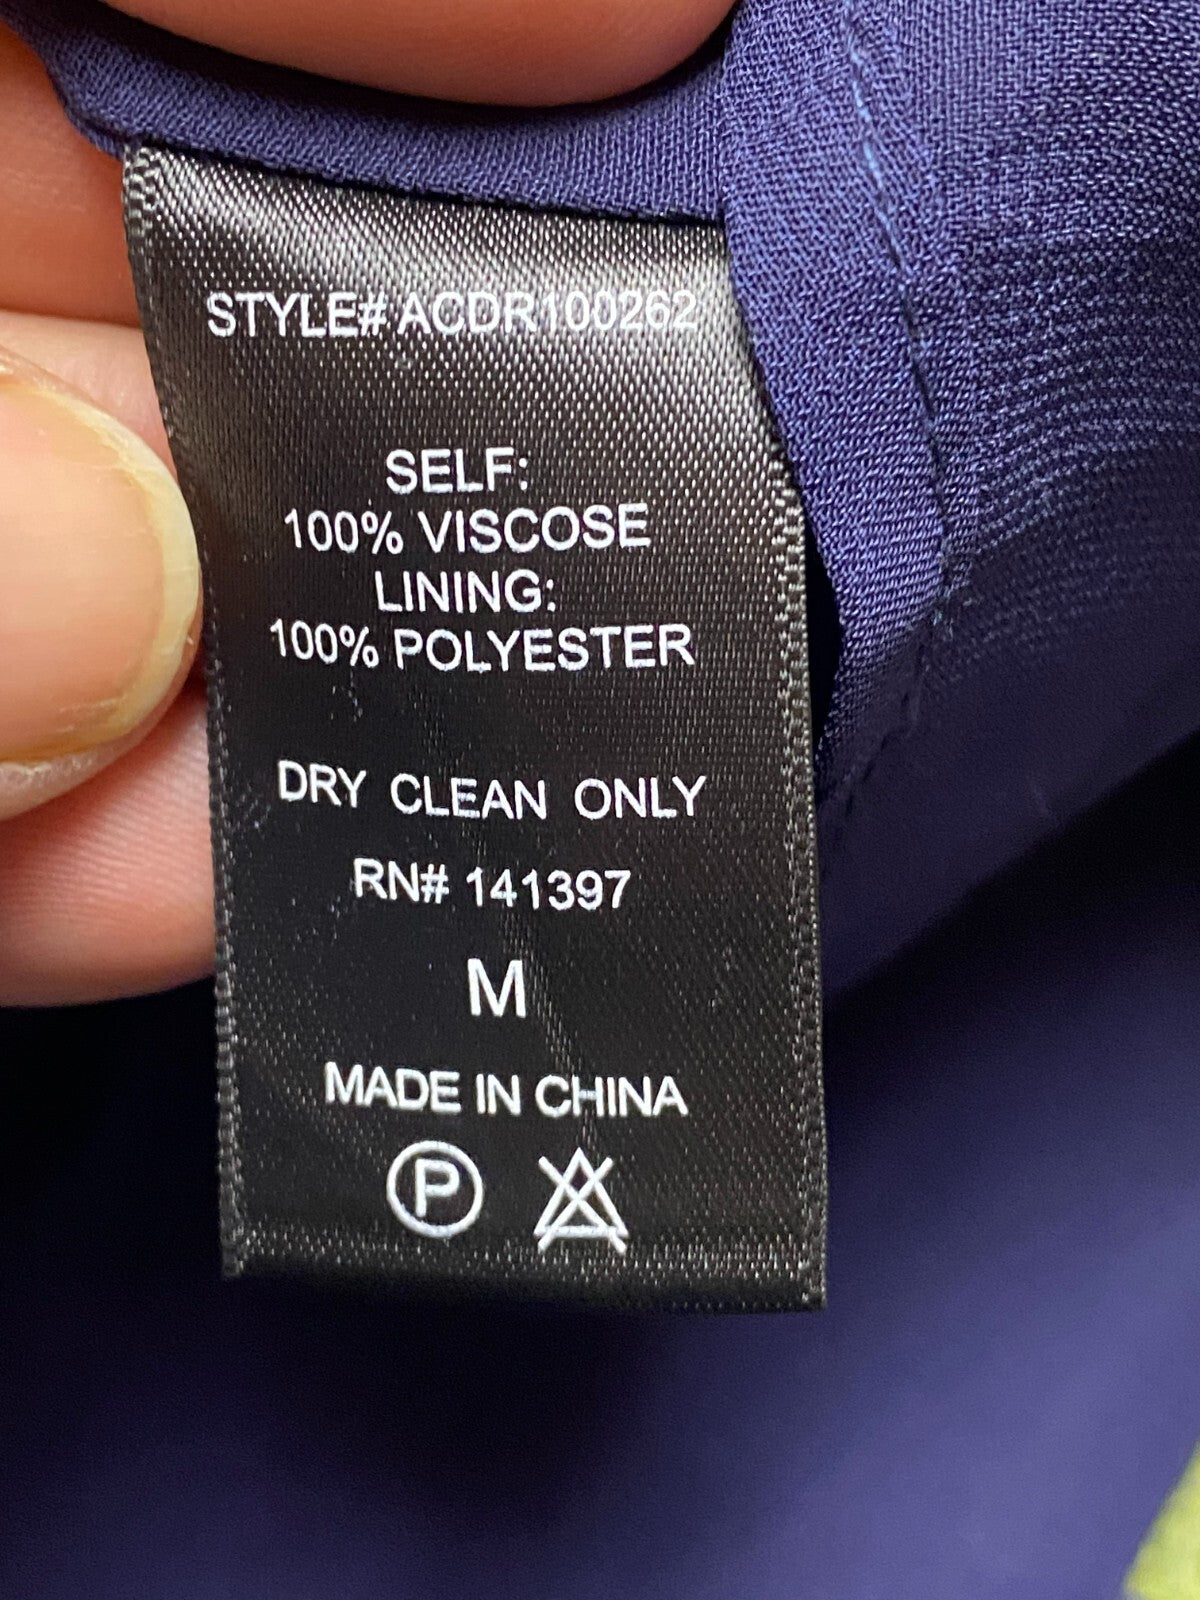 STYLE# ACDR100262
SELF:
100% VISCOSE
LINING:
100% POLYESTER
DRY CLEAN ONLY
RN# 141397
M
MADE IN CHINA
P